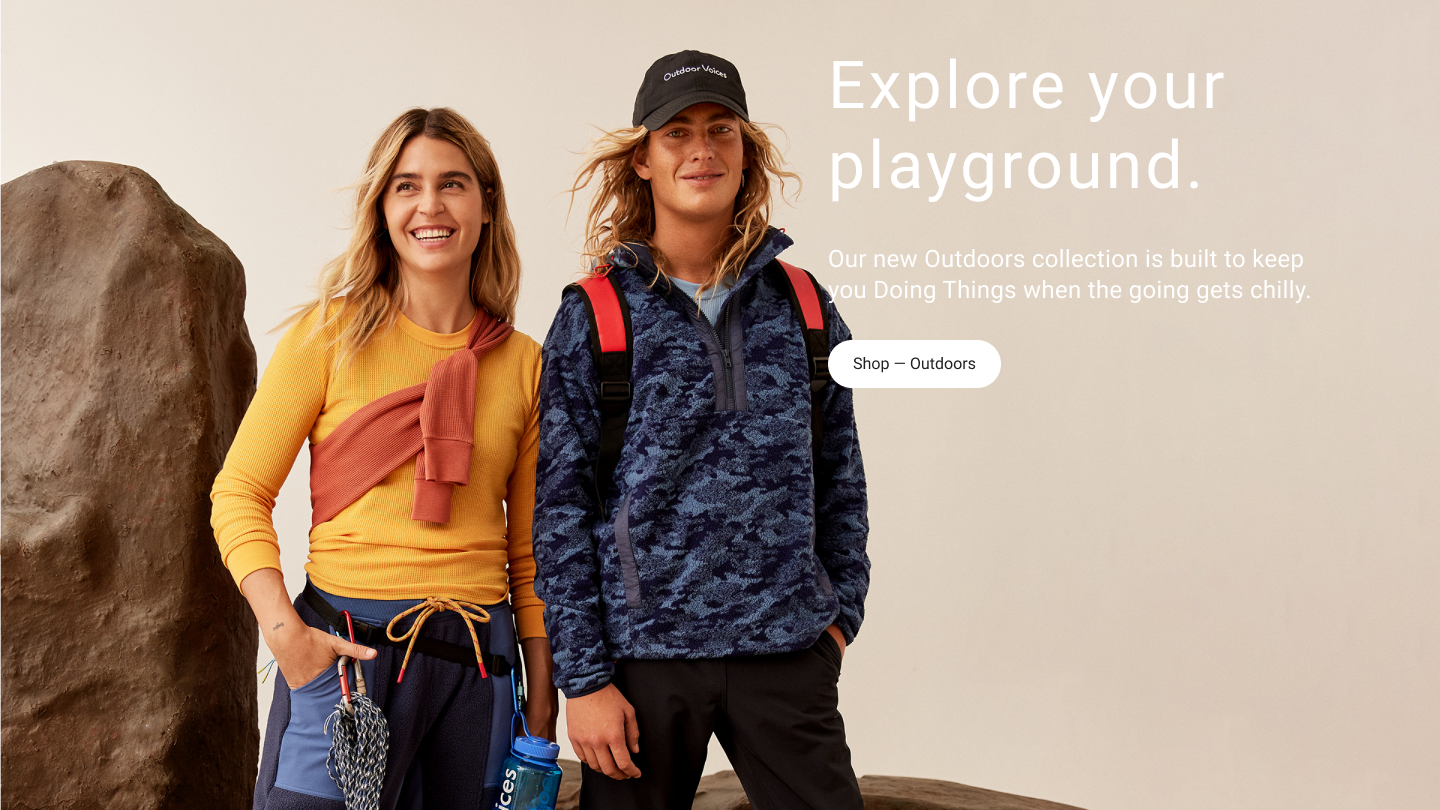 Outdoor Voices
Explore your
playground.
Our new Outdoors collection is built to keep
you Doing Things when the going gets chilly.
Shop — Outdoors
ices